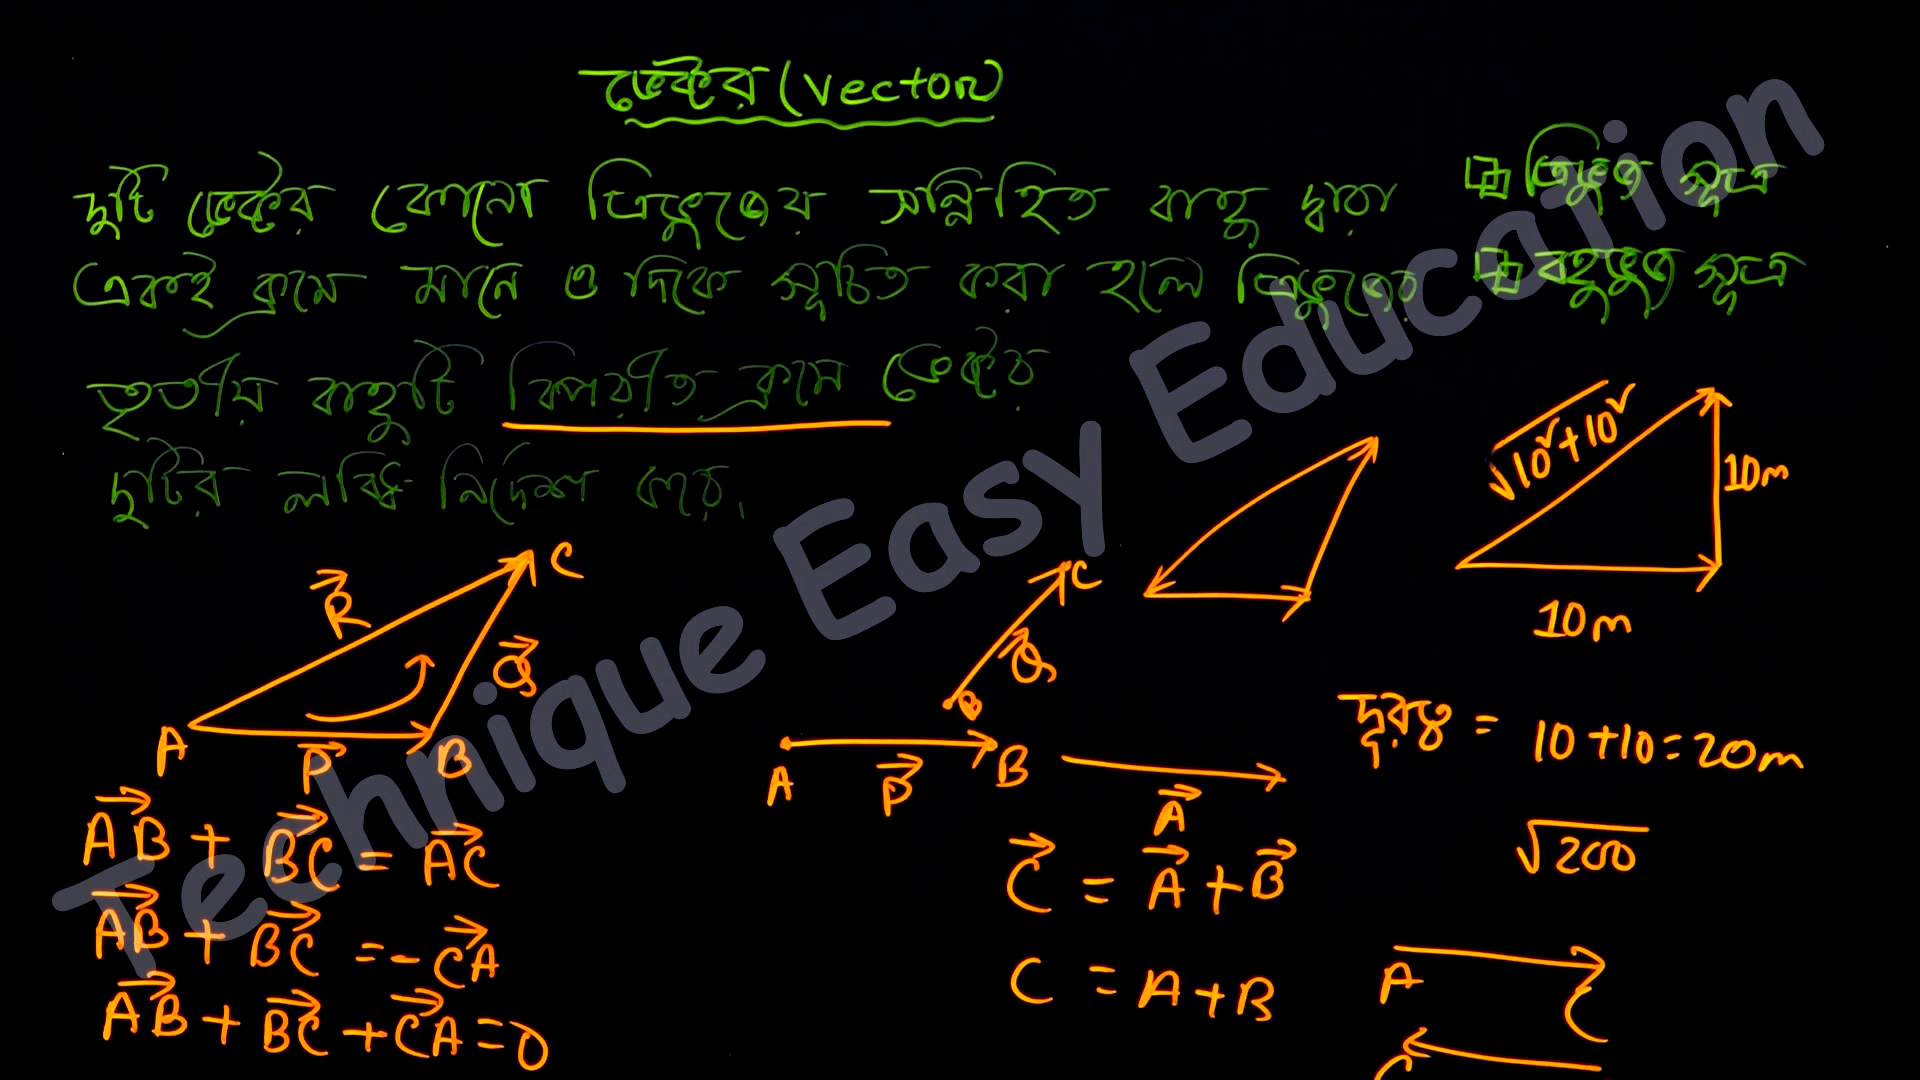 ভেক্টর (Vector)
দুটি ভেক্টর কোনো ত্রিভুজের সন্নিহিত বাহু দ্বারা
একই ক্রমে মানে ও দিকে সূচিত করা হলে ত্রিভুজের
তৃতীয় বাহুটি বিপরীত ক্রমে ভেক্টর
দুটির লব্ধি নির্দেশ করে।
ত্রিভুজ সূত্র
বহুভুজ সূত্র
√10²+10²
10m
10m
R⃗
C
Q⃗
A
P⃗
B
C
Q⃗
B
A
P⃗
B
A⃗
দূরত্ব = 10+10=20m
√200
AB⃗ + BC⃗ = AC⃗
AB⃗ + BC⃗ = - CA⃗
AB⃗ + BC⃗ + CA⃗ = 0
C⃗ = A⃗ + B⃗
C = A + B
A
Technique Easy Education